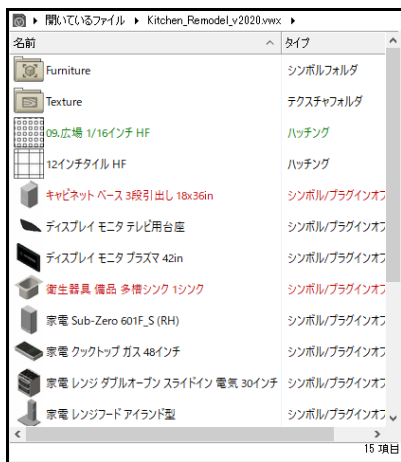 開いているファイル Kitchen_Remodel_v2020.vwx
名前 タイプ
Furniture シンボルフォルダ
Texture テクスチャフォルダ
09.広場 1/16インチ HF ハッチング
12インチタイル HF ハッチング
キャビネット ベース 3段引出し 18x36in シンボル/プラグインオブ
ディスプレイ モニタ テレビ用台座 シンボル/プラグインオブ
ディスプレイ モニタ プラズマ 42in シンボル/プラグインオブ
衛生器具 備品 多槽シンク 1シンク シンボル/プラグインオブ
家電 Sub-Zero 601F_S (RH) シンボル/プラグインオブ
家電 クックトップ ガス 48インチ シンボル/プラグインオブ
家電 レンジ ダブルオーブン スライドイン 電気 30インチ シンボル/プラグインオブ
家電 レンジフード アイランド型 シンボル/プラグインオブ
15 項目